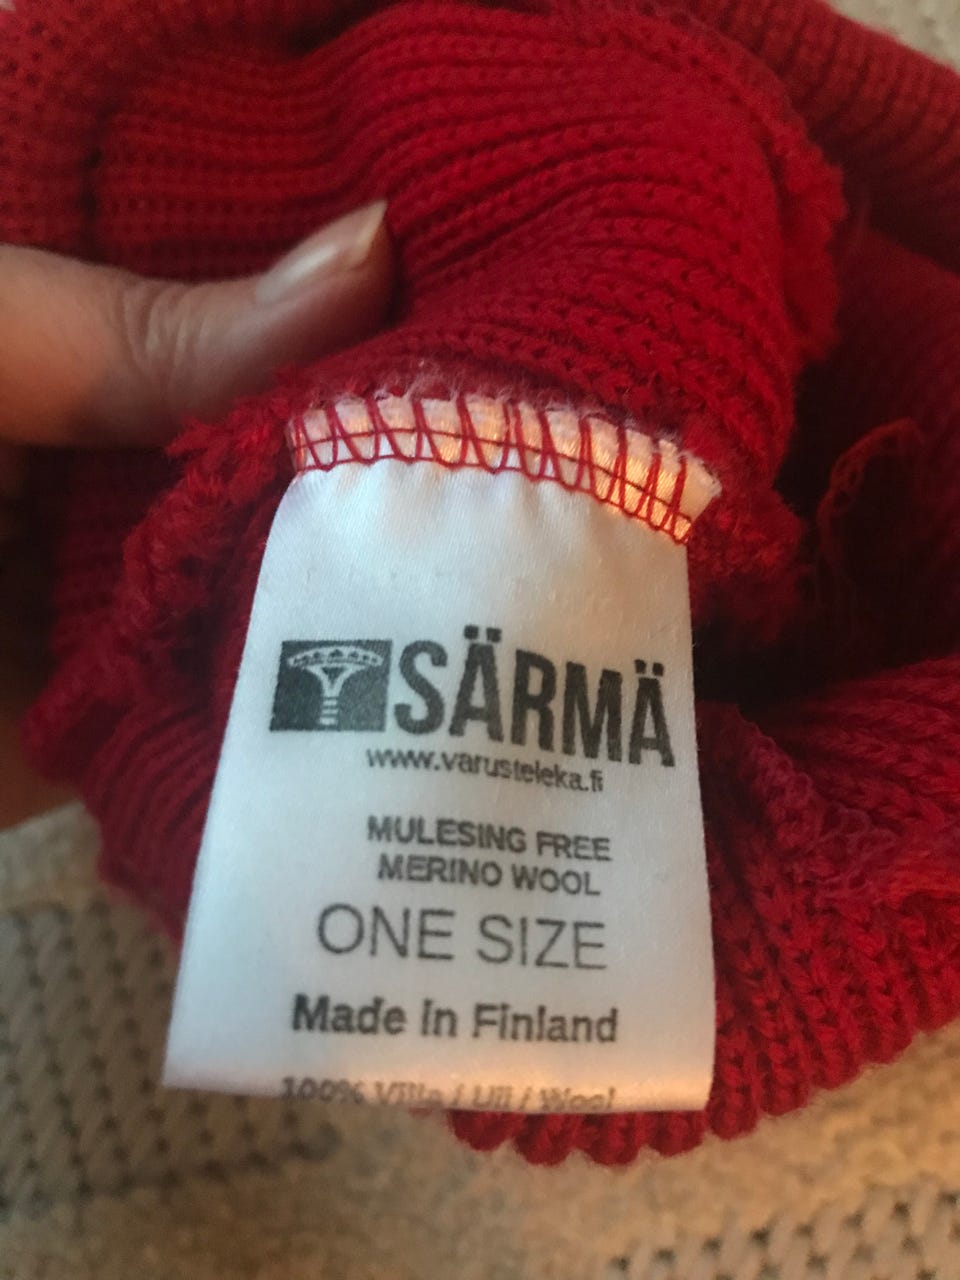 SÄRMÄ
www.varusteleka.fi
MULESING FREE
MERINO WOOL
ONE SIZE
Made in Finland
100% Villa / Ull / Wool